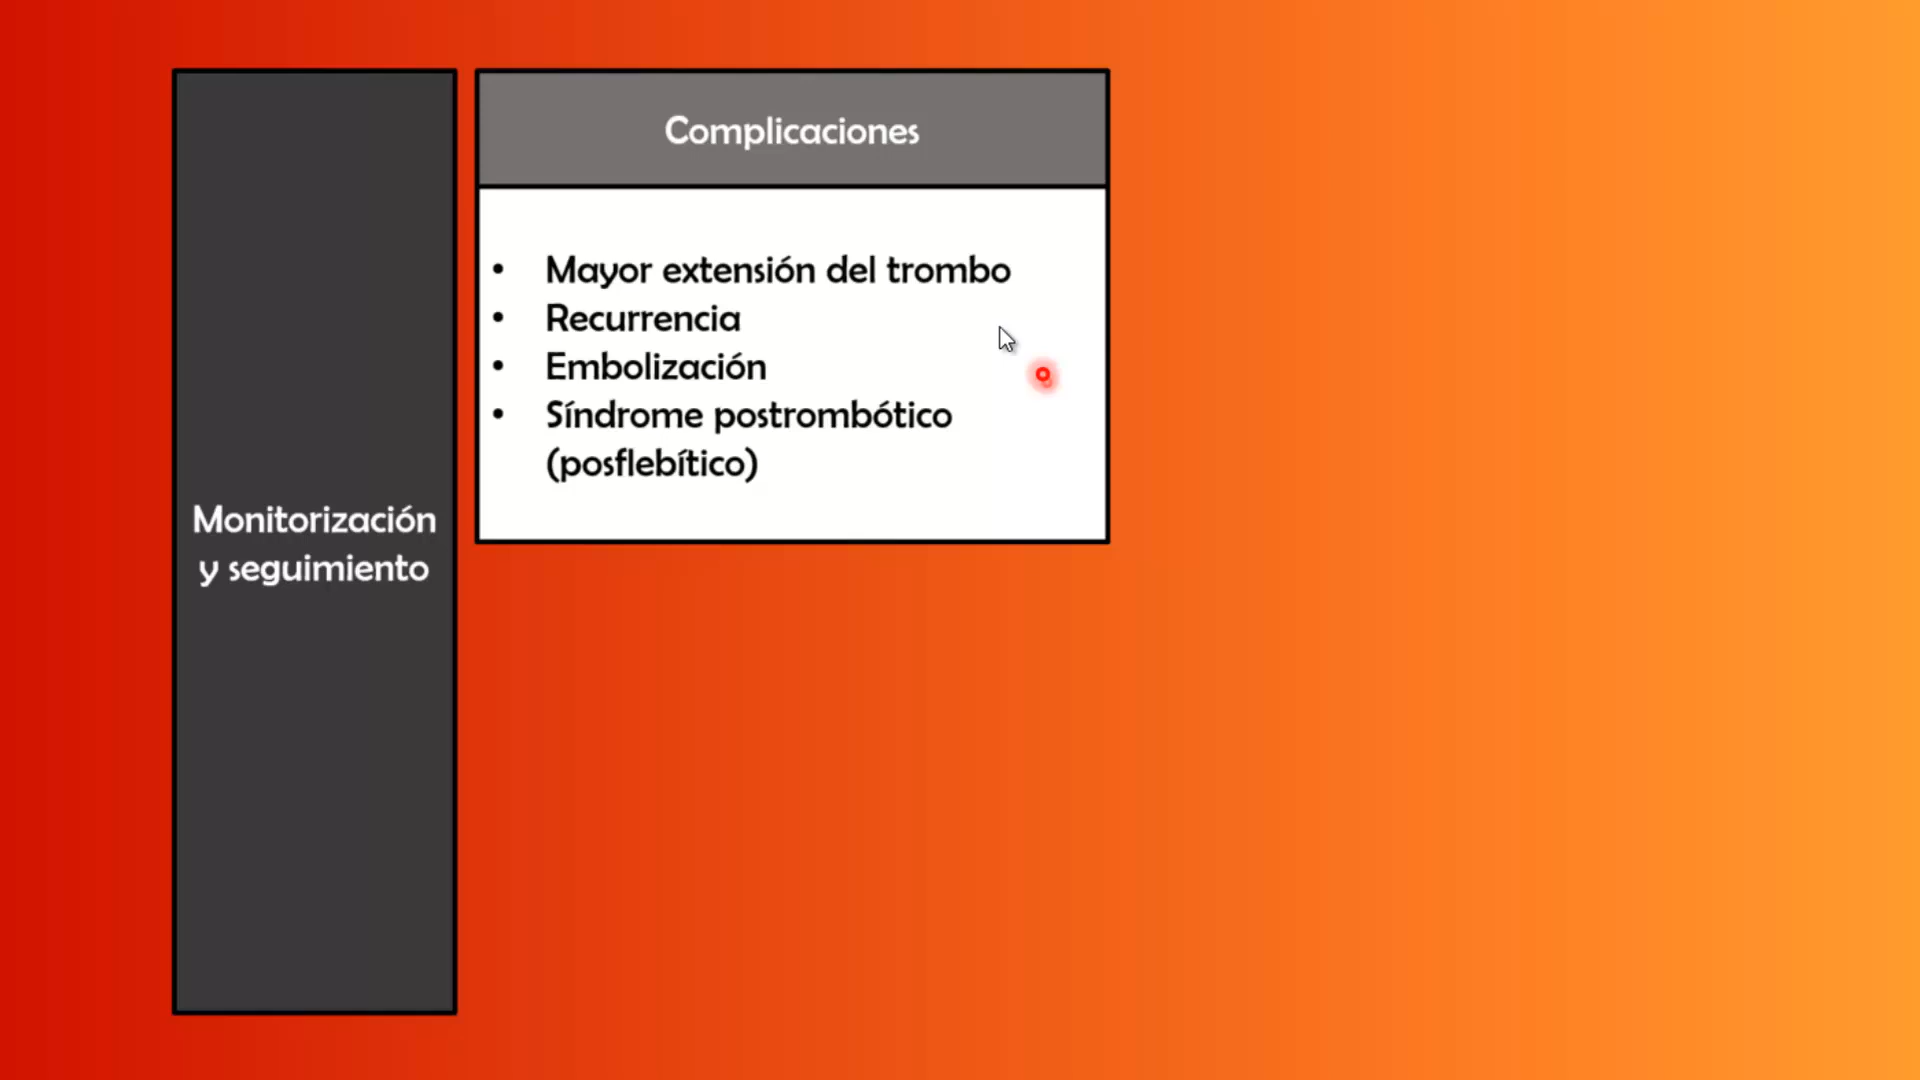 Monitorización
y seguimiento
Complicaciones
• Mayor extensión del trombo
• Recurrencia
• Embolización
• Síndrome postrombótico
(posflebítico)